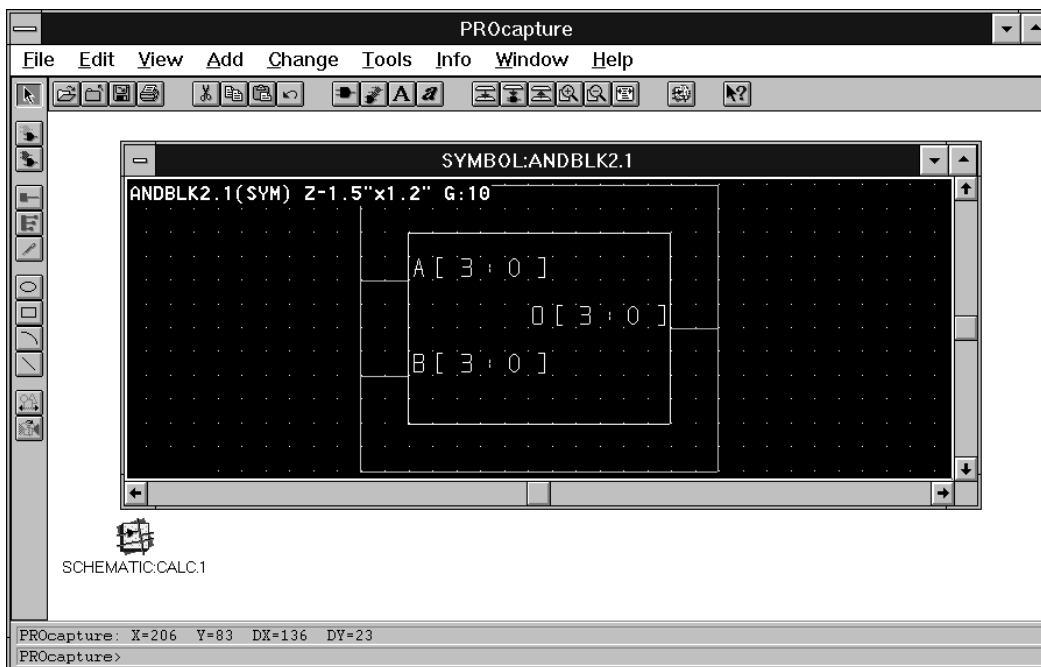 PROcapture
File Edit View Add Change Tools Info Window Help
SYMBOL:ANDBLK2.1
ANDBLK2.1(SYM) Z-1.5"x1.2" G:10
A[3:0]
O[3:0]
B[3:0]
SCHEMATIC:CALC.1
PROcapture: X=206 Y=83 DX=136 DY=23
PROcapture>